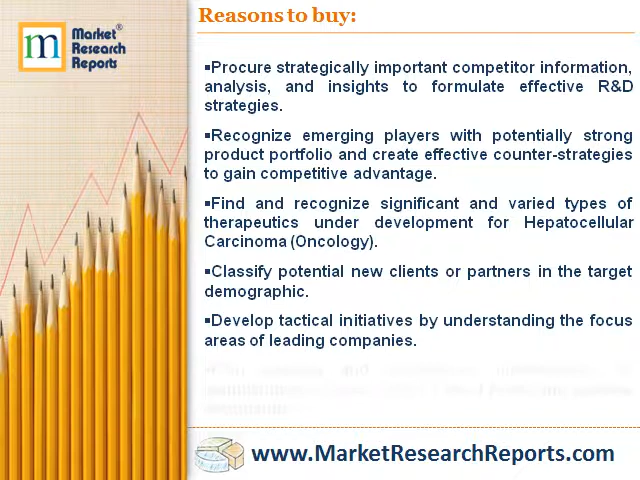 Reasons to buy:
m Market®
Research
Reports
▪Procure strategically important competitor information,
analysis, and insights to formulate effective R&D
strategies.
▪Recognize emerging players with potentially strong
product portfolio and create effective counter-strategies
to gain competitive advantage.
▪Find and recognize significant and varied types of
therapeutics under development for Hepatocellular
Carcinoma (Oncology).
▪Classify potential new clients or partners in the target
demographic.
▪Develop tactical initiatives by understanding the focus
areas of leading companies.
www.MarketResearchReports.com